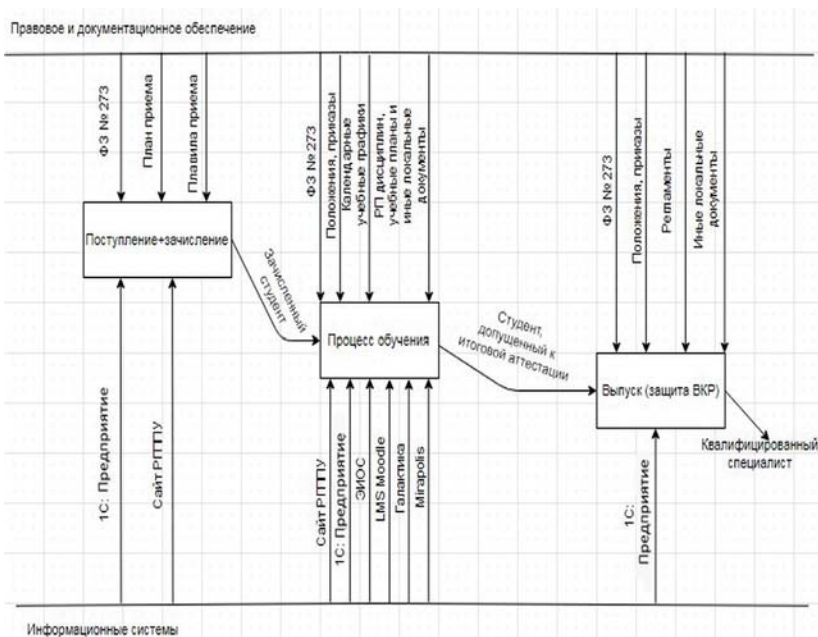 Правовое и документационное обеспечение
ФЗ № 273
План приема
Плавила приема
Поступление+зачисление
1С: Предприятие
Сайт РГППУ
Зачисленный
студент
ФЗ № 273
Положения, приказы
Календарные
учебные графики
РП дисциплин,
учебные планы и
иные локальные
документы
Процесс обучения
Сайт РГППУ
1С: Предприятие
ЭИОС
LMS Moodle
Галактика
Mirapolis
Студент,
допущенный к
итоговой аттестации
ФЗ № 273
Положения, приказы
Регламенты
Иные локальные
документы
Выпуск (защита ВКР)
1С:
Предприятие
Квалифицированный
специалист
Информационные системы